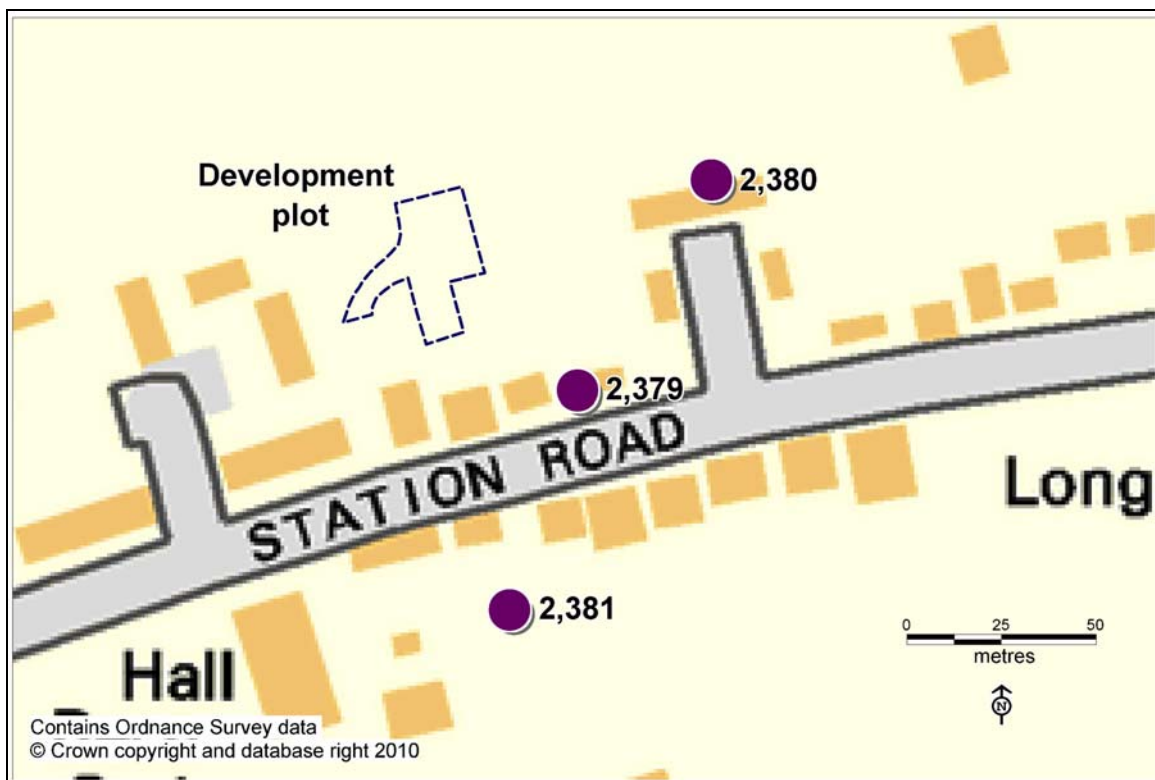 Development
plot
2,380
2,379
STATION ROAD
Long
2,381
0 25 50
metres
N
Hall
Contains Ordnance Survey data
© Crown copyright and database right 2010